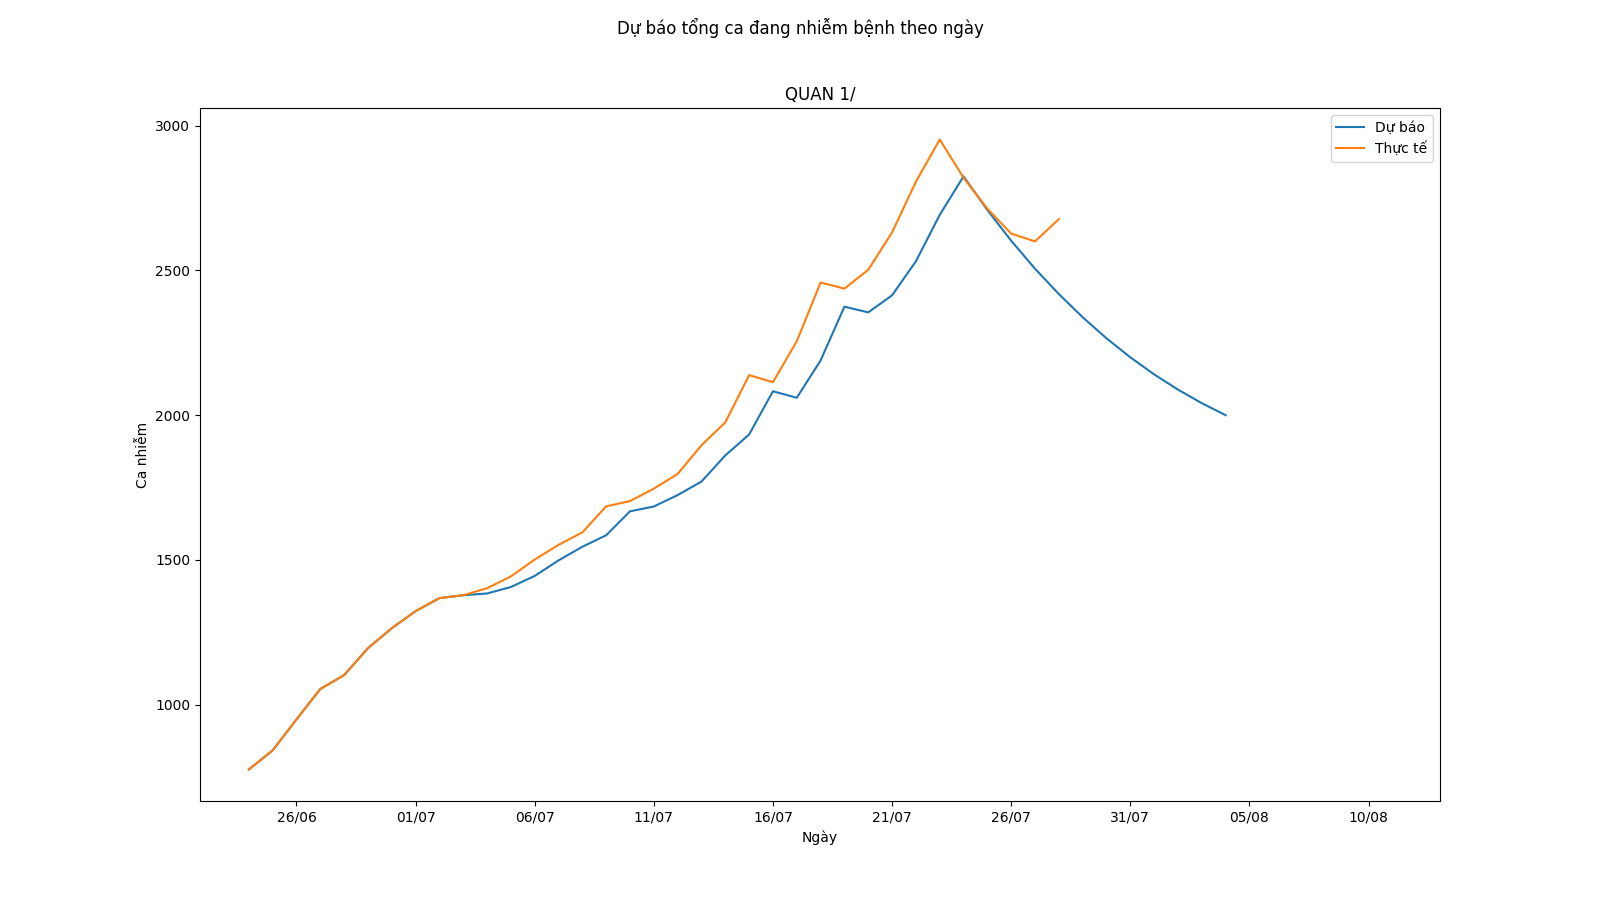 Dự báo tổng ca đang nhiễm bệnh theo ngày
QUAN 1/
Dự báo
Thực tế
3000
2500
2000
1500
1000
Ca nhiễm
26/06 01/07 06/07 11/07 16/07 21/07 26/07 31/07 05/08 10/08
Ngày